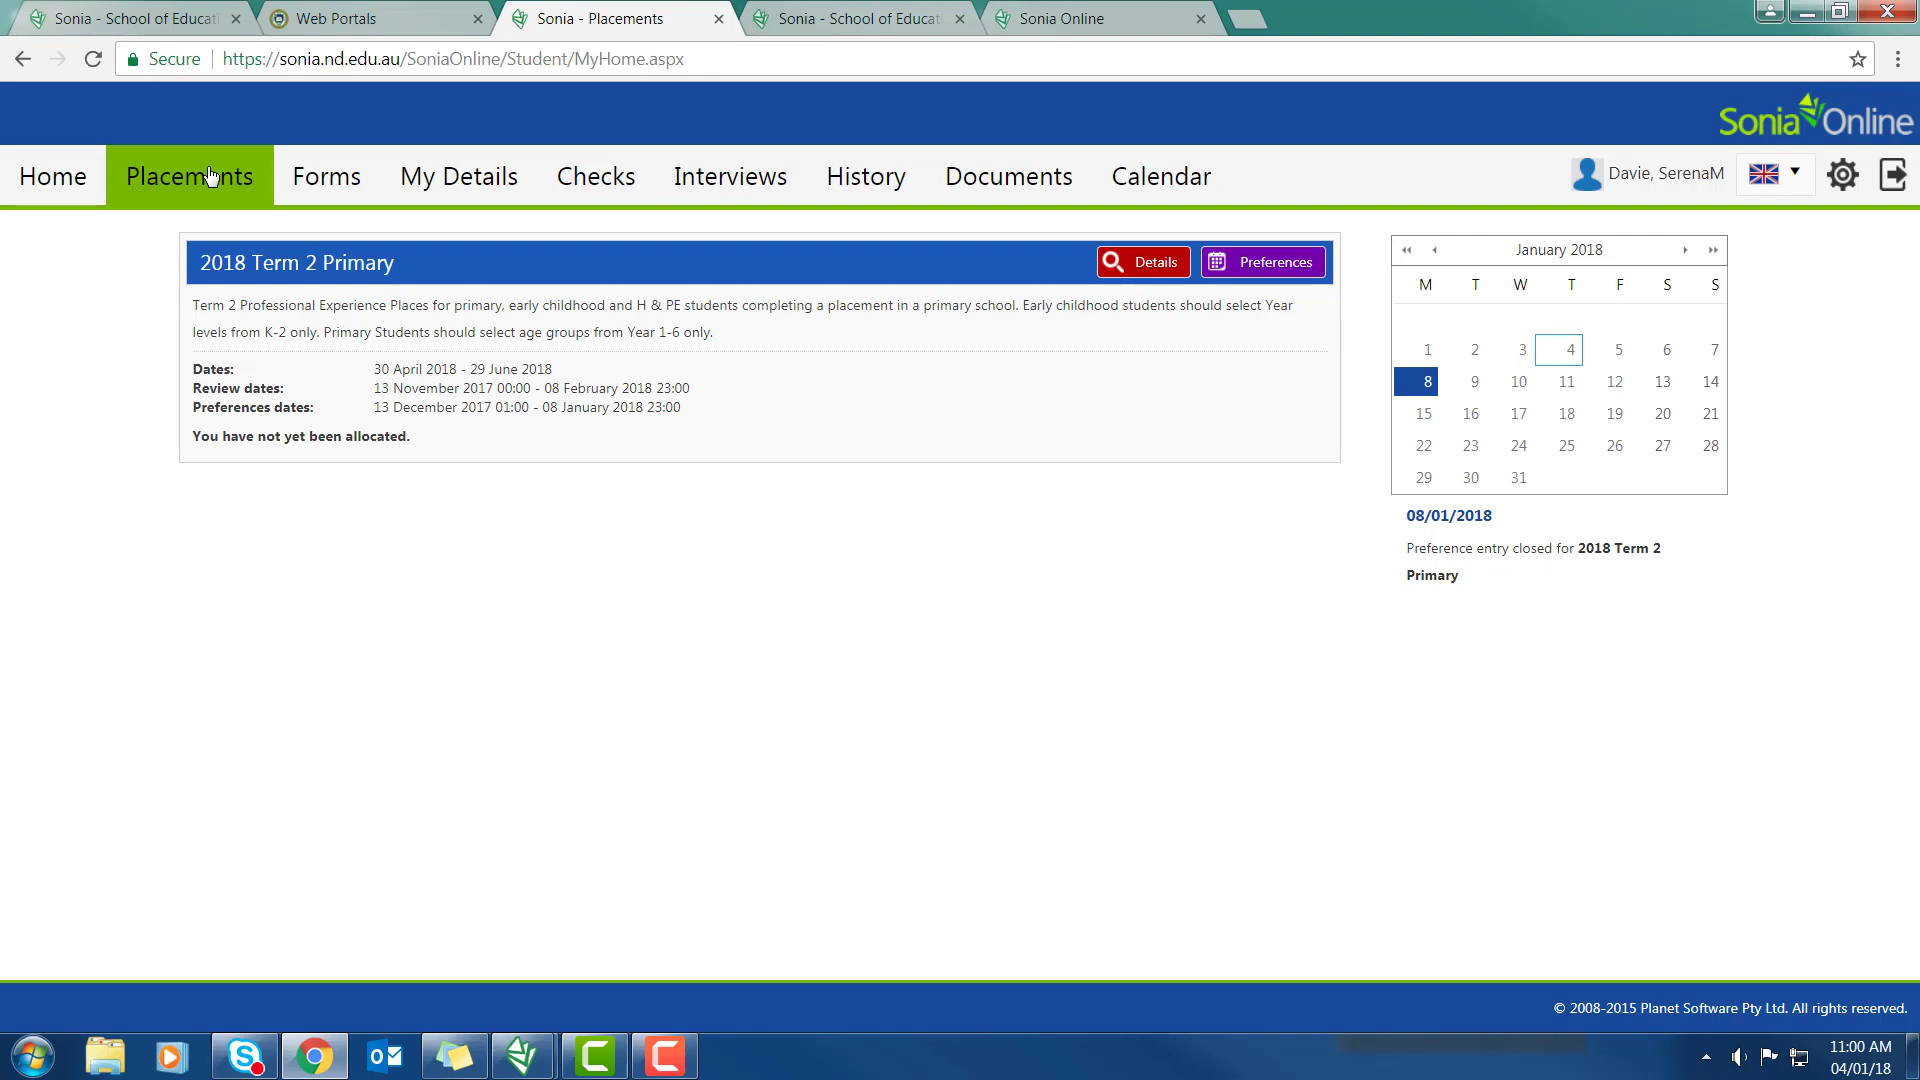 Sonia - School of Educati
Web Portals
Sonia - Placements
Sonia - School of Educat
Sonia Online
Secure
https://sonia.nd.edu.au/SoniaOnline/Student/MyHome.aspx
Sonia Online
Home
Placements
Forms
My Details
Checks
Interviews
History
Documents
Calendar
Davie, SerenaM
2018 Term 2 Primary
Details
Preferences
Term 2 Professional Experience Places for primary, early childhood and H & PE students completing a placement in a primary school. Early childhood students should select Year
levels from K-2 only. Primary Students should select age groups from Year 1-6 only.
Dates: 30 April 2018 - 29 June 2018
Review dates: 13 November 2017 00:00 - 08 February 2018 23:00
Preferences dates: 13 December 2017 01:00 - 08 January 2018 23:00
You have not yet been allocated.
January 2018
M T W T F S S
1 2 3 4 5 6 7
8 9 10 11 12 13 14
15 16 17 18 19 20 21
22 23 24 25 26 27 28
29 30 31
08/01/2018
Preference entry closed for 2018 Term 2
Primary
© 2008-2015 Planet Software Pty Ltd. All rights reserved.
11:00 AM
04/01/18